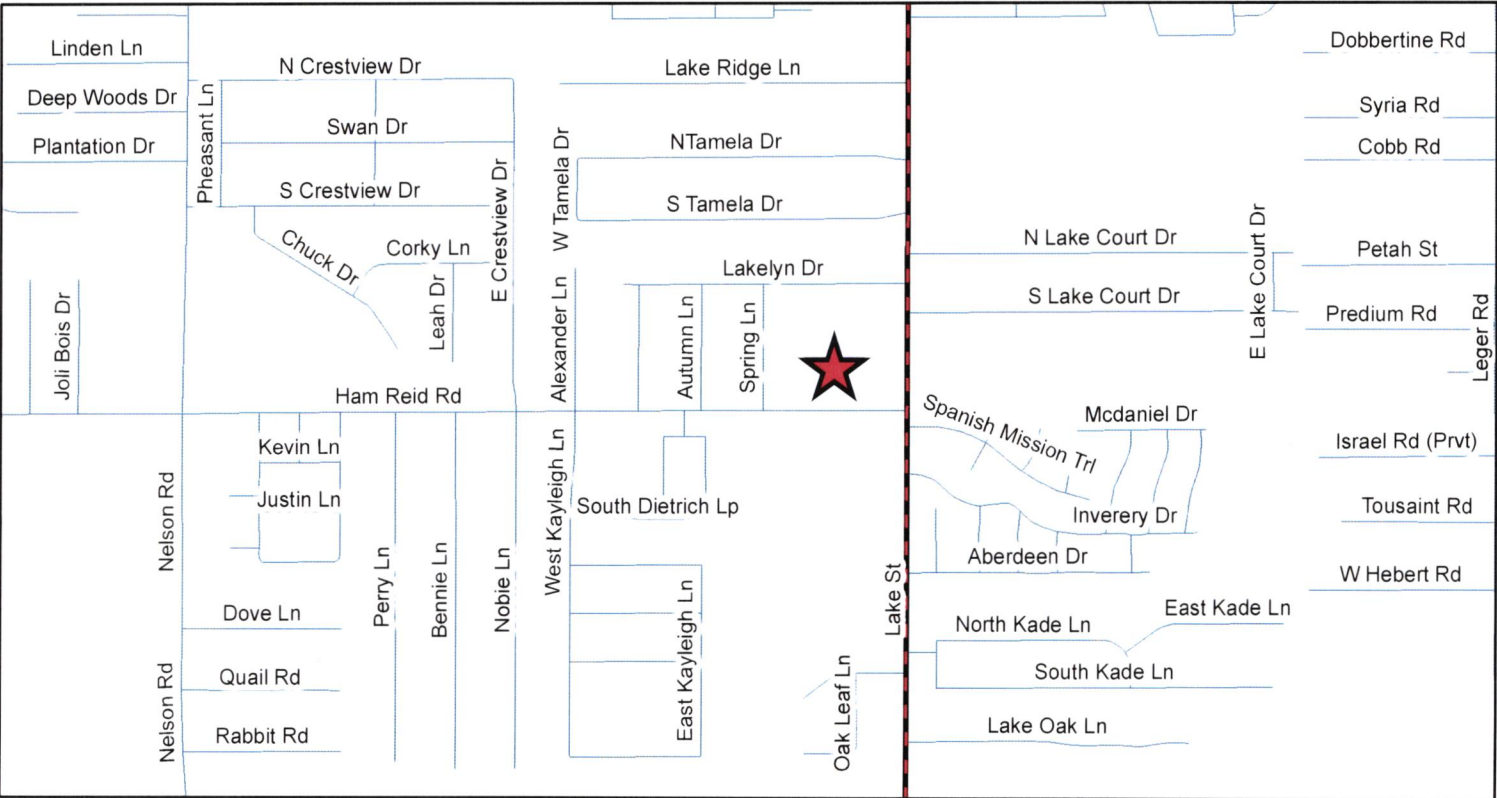 Linden Ln
N Crestview Dr
Lake Ridge Ln
Dobbertine Rd
Deep Woods Dr
Pheasant Ln
Syria Rd
Swan Dr
W Tamela Dr
NTamela Dr
Plantation Dr
Cobb Rd
S Crestview Dr
E Crestview Dr
S Tamela Dr
N Lake Court Dr
E Lake Court Dr
Petah St
Chuck Dr
Corky Ln
Lakelyn Dr
S Lake Court Dr
Joli Bois Dr
Leah Dr
Alexander Ln
Autumn Ln
Spring Ln
Predium Rd
Leger Rd
Ham Reid Rd
Spanish Mission Trl
Mcdaniel Dr
Kevin Ln
Israel Rd (Prvt)
Nelson Rd
Justin Ln
West Kayleigh Ln
South Dietrich Lp
Inverery Dr
Tousaint Rd
Perry Ln
Bennie Ln
Nobie Ln
Aberdeen Dr
W Hebert Rd
Dove Ln
Lake St
East Kade Ln
North Kade Ln
Nelson Rd
Quail Rd
East Kayleigh Ln
Oak Leaf Ln
South Kade Ln
Rabbit Rd
Lake Oak Ln